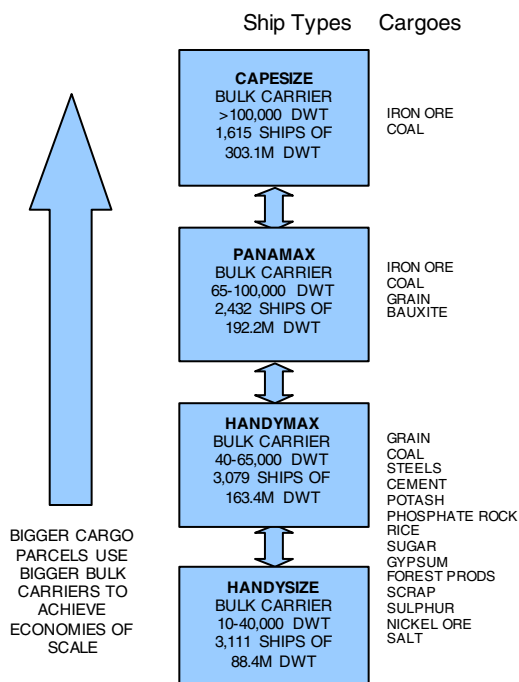 Ship Types Cargoes
CAPESIZE
BULK CARRIER
>100,000 DWT
1,615 SHIPS OF
303.1M DWT
IRON ORE
COAL
PANAMAX
BULK CARRIER
65-100,000 DWT
2,432 SHIPS OF
192.2M DWT
IRON ORE
COAL
GRAIN
BAUXITE
HANDYMAX
BULK CARRIER
40-65,000 DWT
3,079 SHIPS OF
163.4M DWT
HANDYSIZE
BULK CARRIER
10-40,000 DWT
3,111 SHIPS OF
88.4M DWT
GRAIN
COAL
STEELS
CEMENT
POTASH
PHOSPHATE ROCK
RICE
SUGAR
GYPSUM
FOREST PRODS
SCRAP
SULPHUR
NICKEL ORE
SALT
BIGGER CARGO
PARCELS USE
BIGGER BULK
CARRIERS TO
ACHIEVE
ECONOMIES OF
SCALE